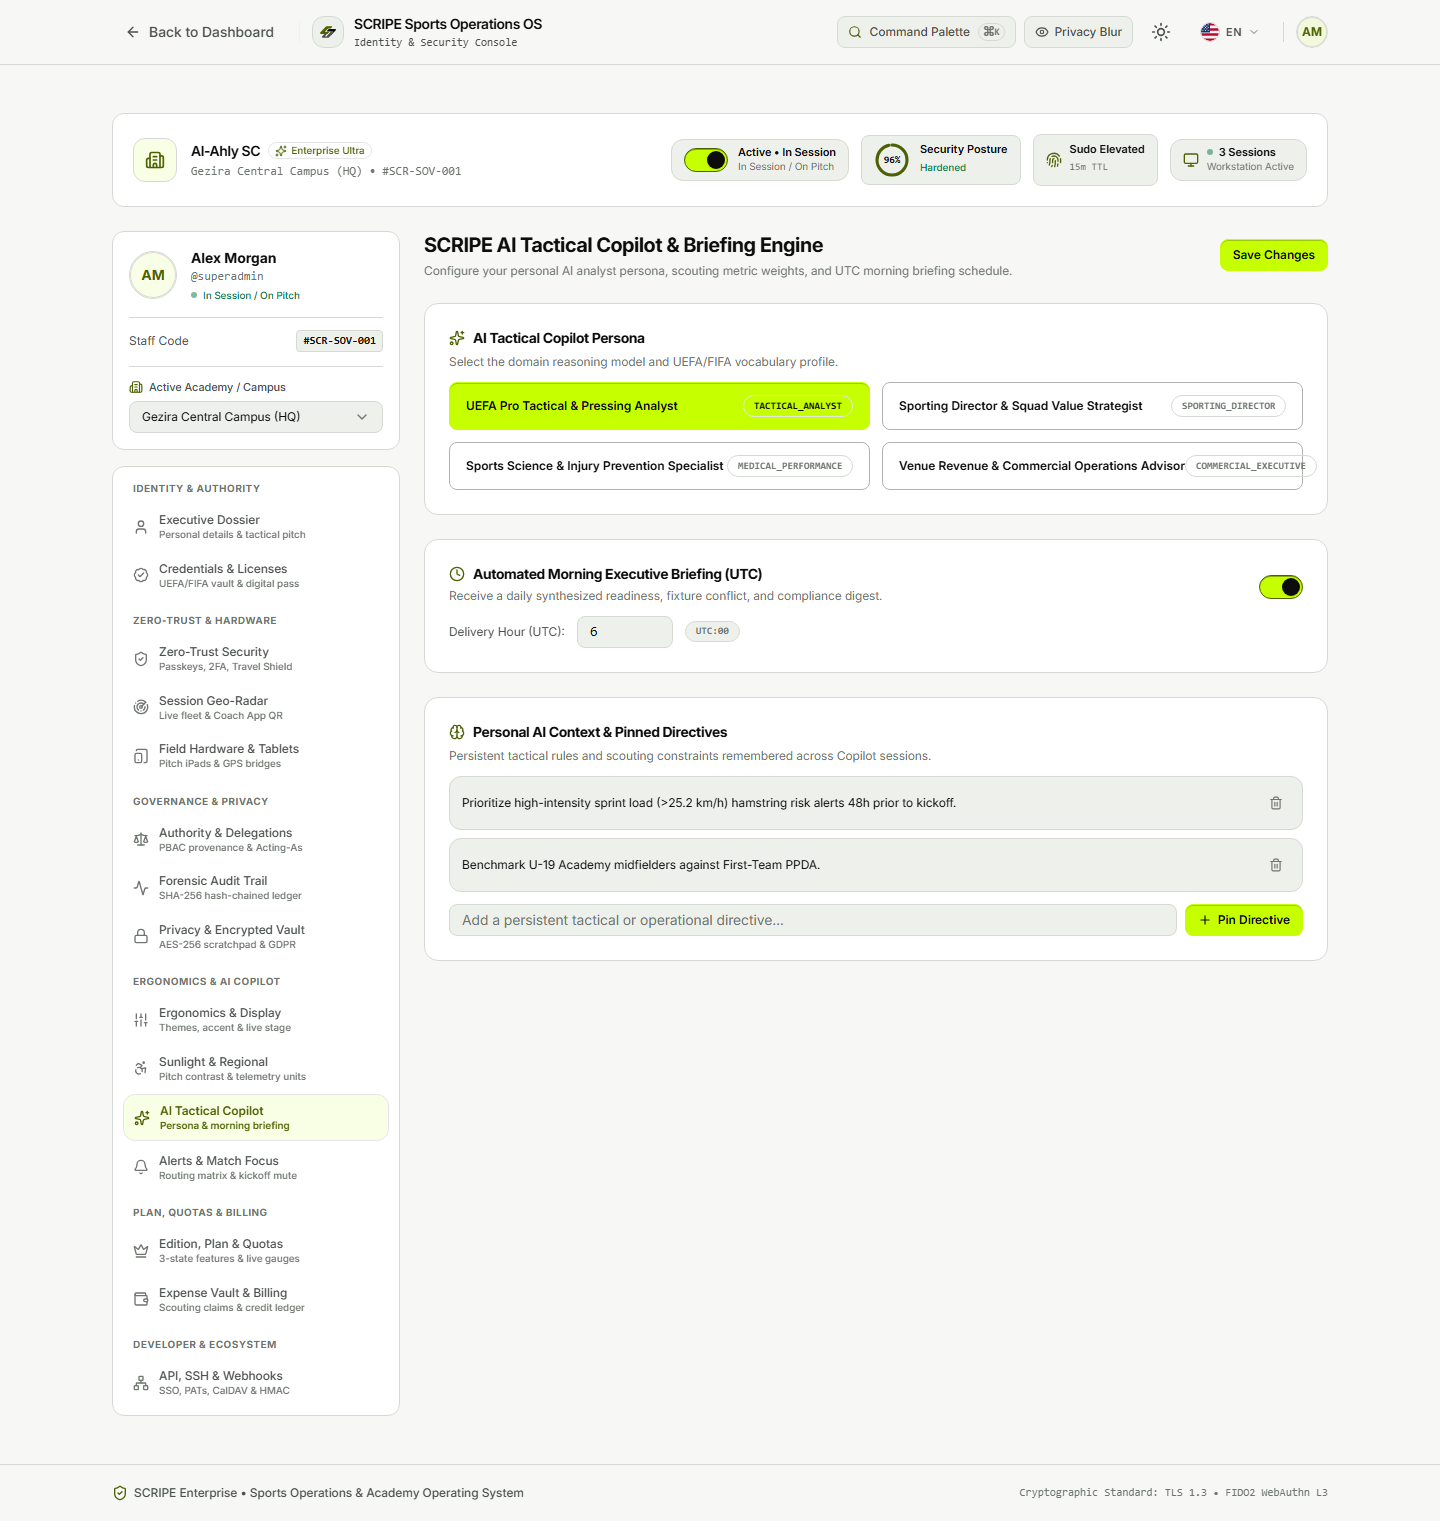 Back to Dashboard
SCRIPE Sports Operations OS
Identity & Security Console
Command Palette ⌘K
Privacy Blur
EN
AM
Al-Ahly SC
Enterprise Ultra
Gezira Central Campus (HQ) • #SCR-SOV-001
Active • In Session
In Session / On Pitch
96%
Security Posture
Hardened
Sudo Elevated
15m TTL
3 Sessions
Workstation Active
AM
Alex Morgan
@superadmin
In Session / On Pitch
Staff Code
#SCR-SOV-001
Active Academy / Campus
Gezira Central Campus (HQ)
IDENTITY & AUTHORITY
Executive Dossier
Personal details & tactical pitch
Credentials & Licenses
UEFA/FIFA vault & digital pass
ZERO-TRUST & HARDWARE
Zero-Trust Security
Passkeys, 2FA, Travel Shield
Session Geo-Radar
Live fleet & Coach App QR
Field Hardware & Tablets
Pitch iPads & GPS bridges
GOVERNANCE & PRIVACY
Authority & Delegations
PBAC provenance & Acting-As
Forensic Audit Trail
SHA-256 hash-chained ledger
Privacy & Encrypted Vault
AES-256 scratchpad & GDPR
ERGONOMICS & AI COPILOT
Ergonomics & Display
Themes, accent & live stage
Sunlight & Regional
Pitch contrast & telemetry units
AI Tactical Copilot
Persona & morning briefing
Alerts & Match Focus
Routing matrix & kickoff mute
PLAN, QUOTAS & BILLING
Edition, Plan & Quotas
3-state features & live gauges
Expense Vault & Billing
Scouting claims & credit ledger
DEVELOPER & ECOSYSTEM
API, SSH & Webhooks
SSO, PATs, CalDAV & HMAC
SCRIPE AI Tactical Copilot & Briefing Engine
Configure your personal AI analyst persona, scouting metric weights, and UTC morning briefing schedule.
Save Changes
AI Tactical Copilot Persona
Select the domain reasoning model and UEFA/FIFA vocabulary profile.
UEFA Pro Tactical & Pressing Analyst
TACTICAL_ANALYST
Sporting Director & Squad Value Strategist
SPORTING_DIRECTOR
Sports Science & Injury Prevention Specialist
MEDICAL_PERFORMANCE
Venue Revenue & Commercial Operations Advisor
COMMERCIAL_EXECUTIVE
Automated Morning Executive Briefing (UTC)
Receive a daily synthesized readiness, fixture conflict, and compliance digest.
Delivery Hour (UTC):
6
UTC:00
Personal AI Context & Pinned Directives
Persistent tactical rules and scouting constraints remembered across Copilot sessions.
Prioritize high-intensity sprint load (>25.2 km/h) hamstring risk alerts 48h prior to kickoff.
Benchmark U-19 Academy midfielders against First-Team PPDA.
Add a persistent tactical or operational directive...
Pin Directive
SCRIPE Enterprise • Sports Operations & Academy Operating System
Cryptographic Standard: TLS 1.3 • FIDO2 WebAuthn L3